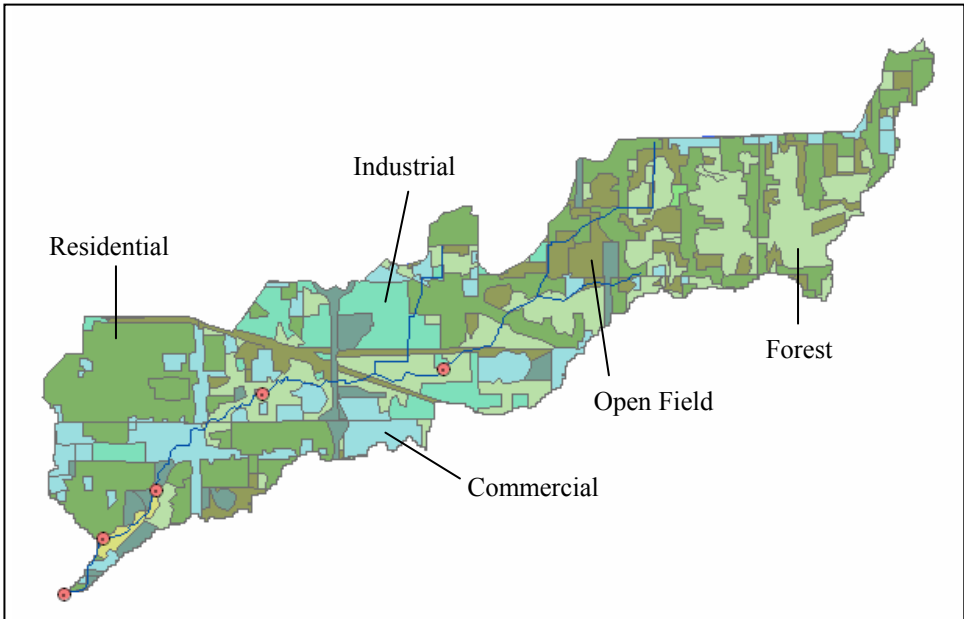 Industrial
Residential
Forest
Open Field
Commercial